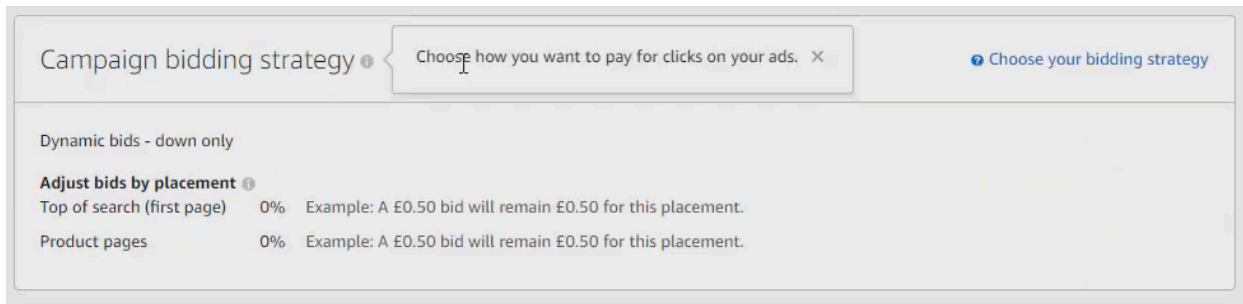 Campaign bidding strategy
Choose how you want to pay for clicks on your ads.
Choose your bidding strategy
Dynamic bids - down only
Adjust bids by placement
Top of search (first page) 0% Example: A £0.50 bid will remain £0.50 for this placement.
Product pages 0% Example: A £0.50 bid will remain £0.50 for this placement.